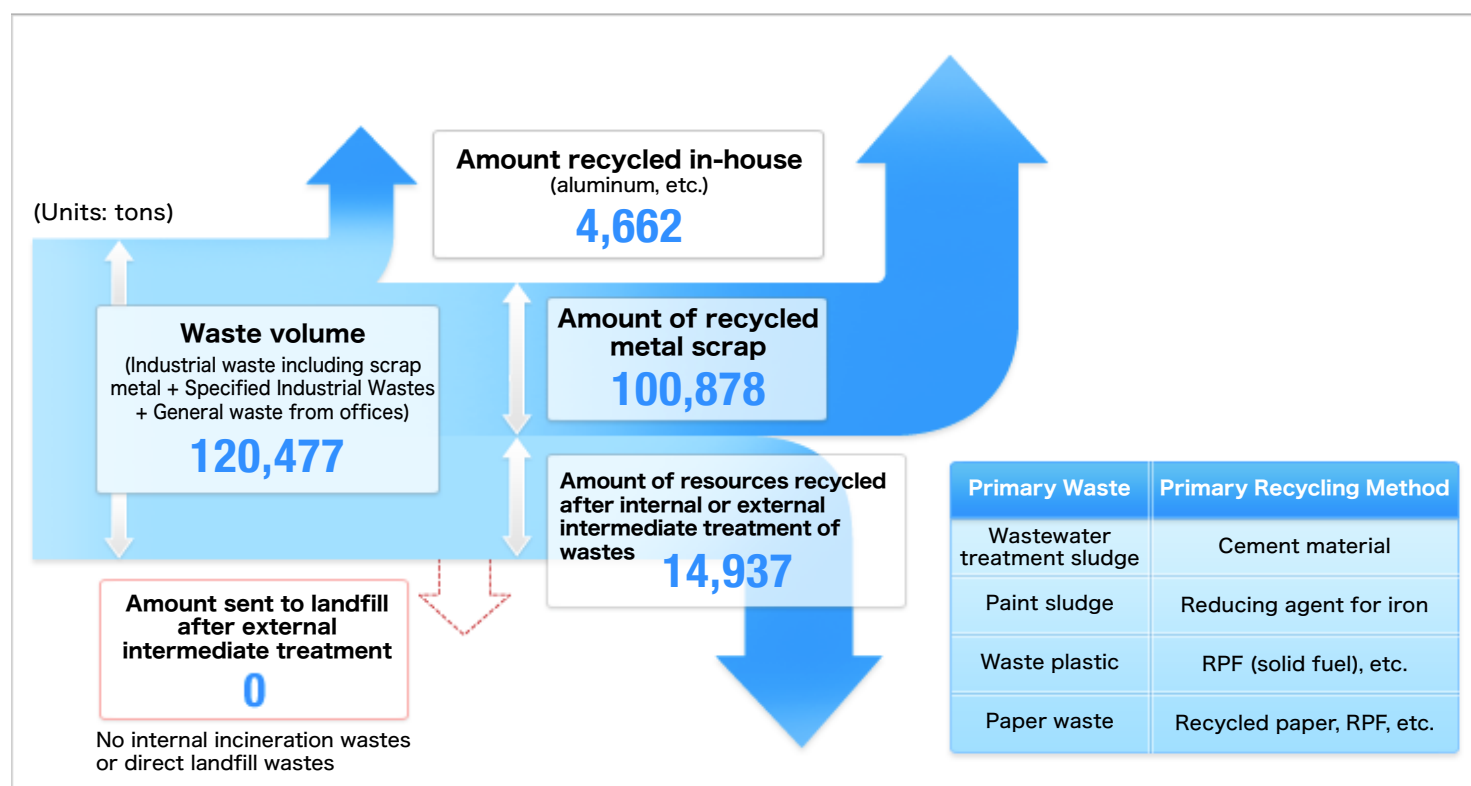 (Units: tons)
Amount recycled in-house
(aluminum, etc.)
4,662
Waste volume
(Industrial waste including scrap
metal + Specified Industrial Wastes
+ General waste from offices)
120,477
Amount of recycled
metal scrap
100,878
Amount of resources recycled
after internal or external
intermediate treatment of
wastes
14,937
Amount sent to landfill
after external
intermediate treatment
0
No internal incineration wastes
or direct landfill wastes
Primary Waste Primary Recycling Method
Wastewater
treatment sludge
Cement material
Paint sludge Reducing agent for iron
Waste plastic RPF (solid fuel), etc.
Paper waste Recycled paper, RPF, etc.